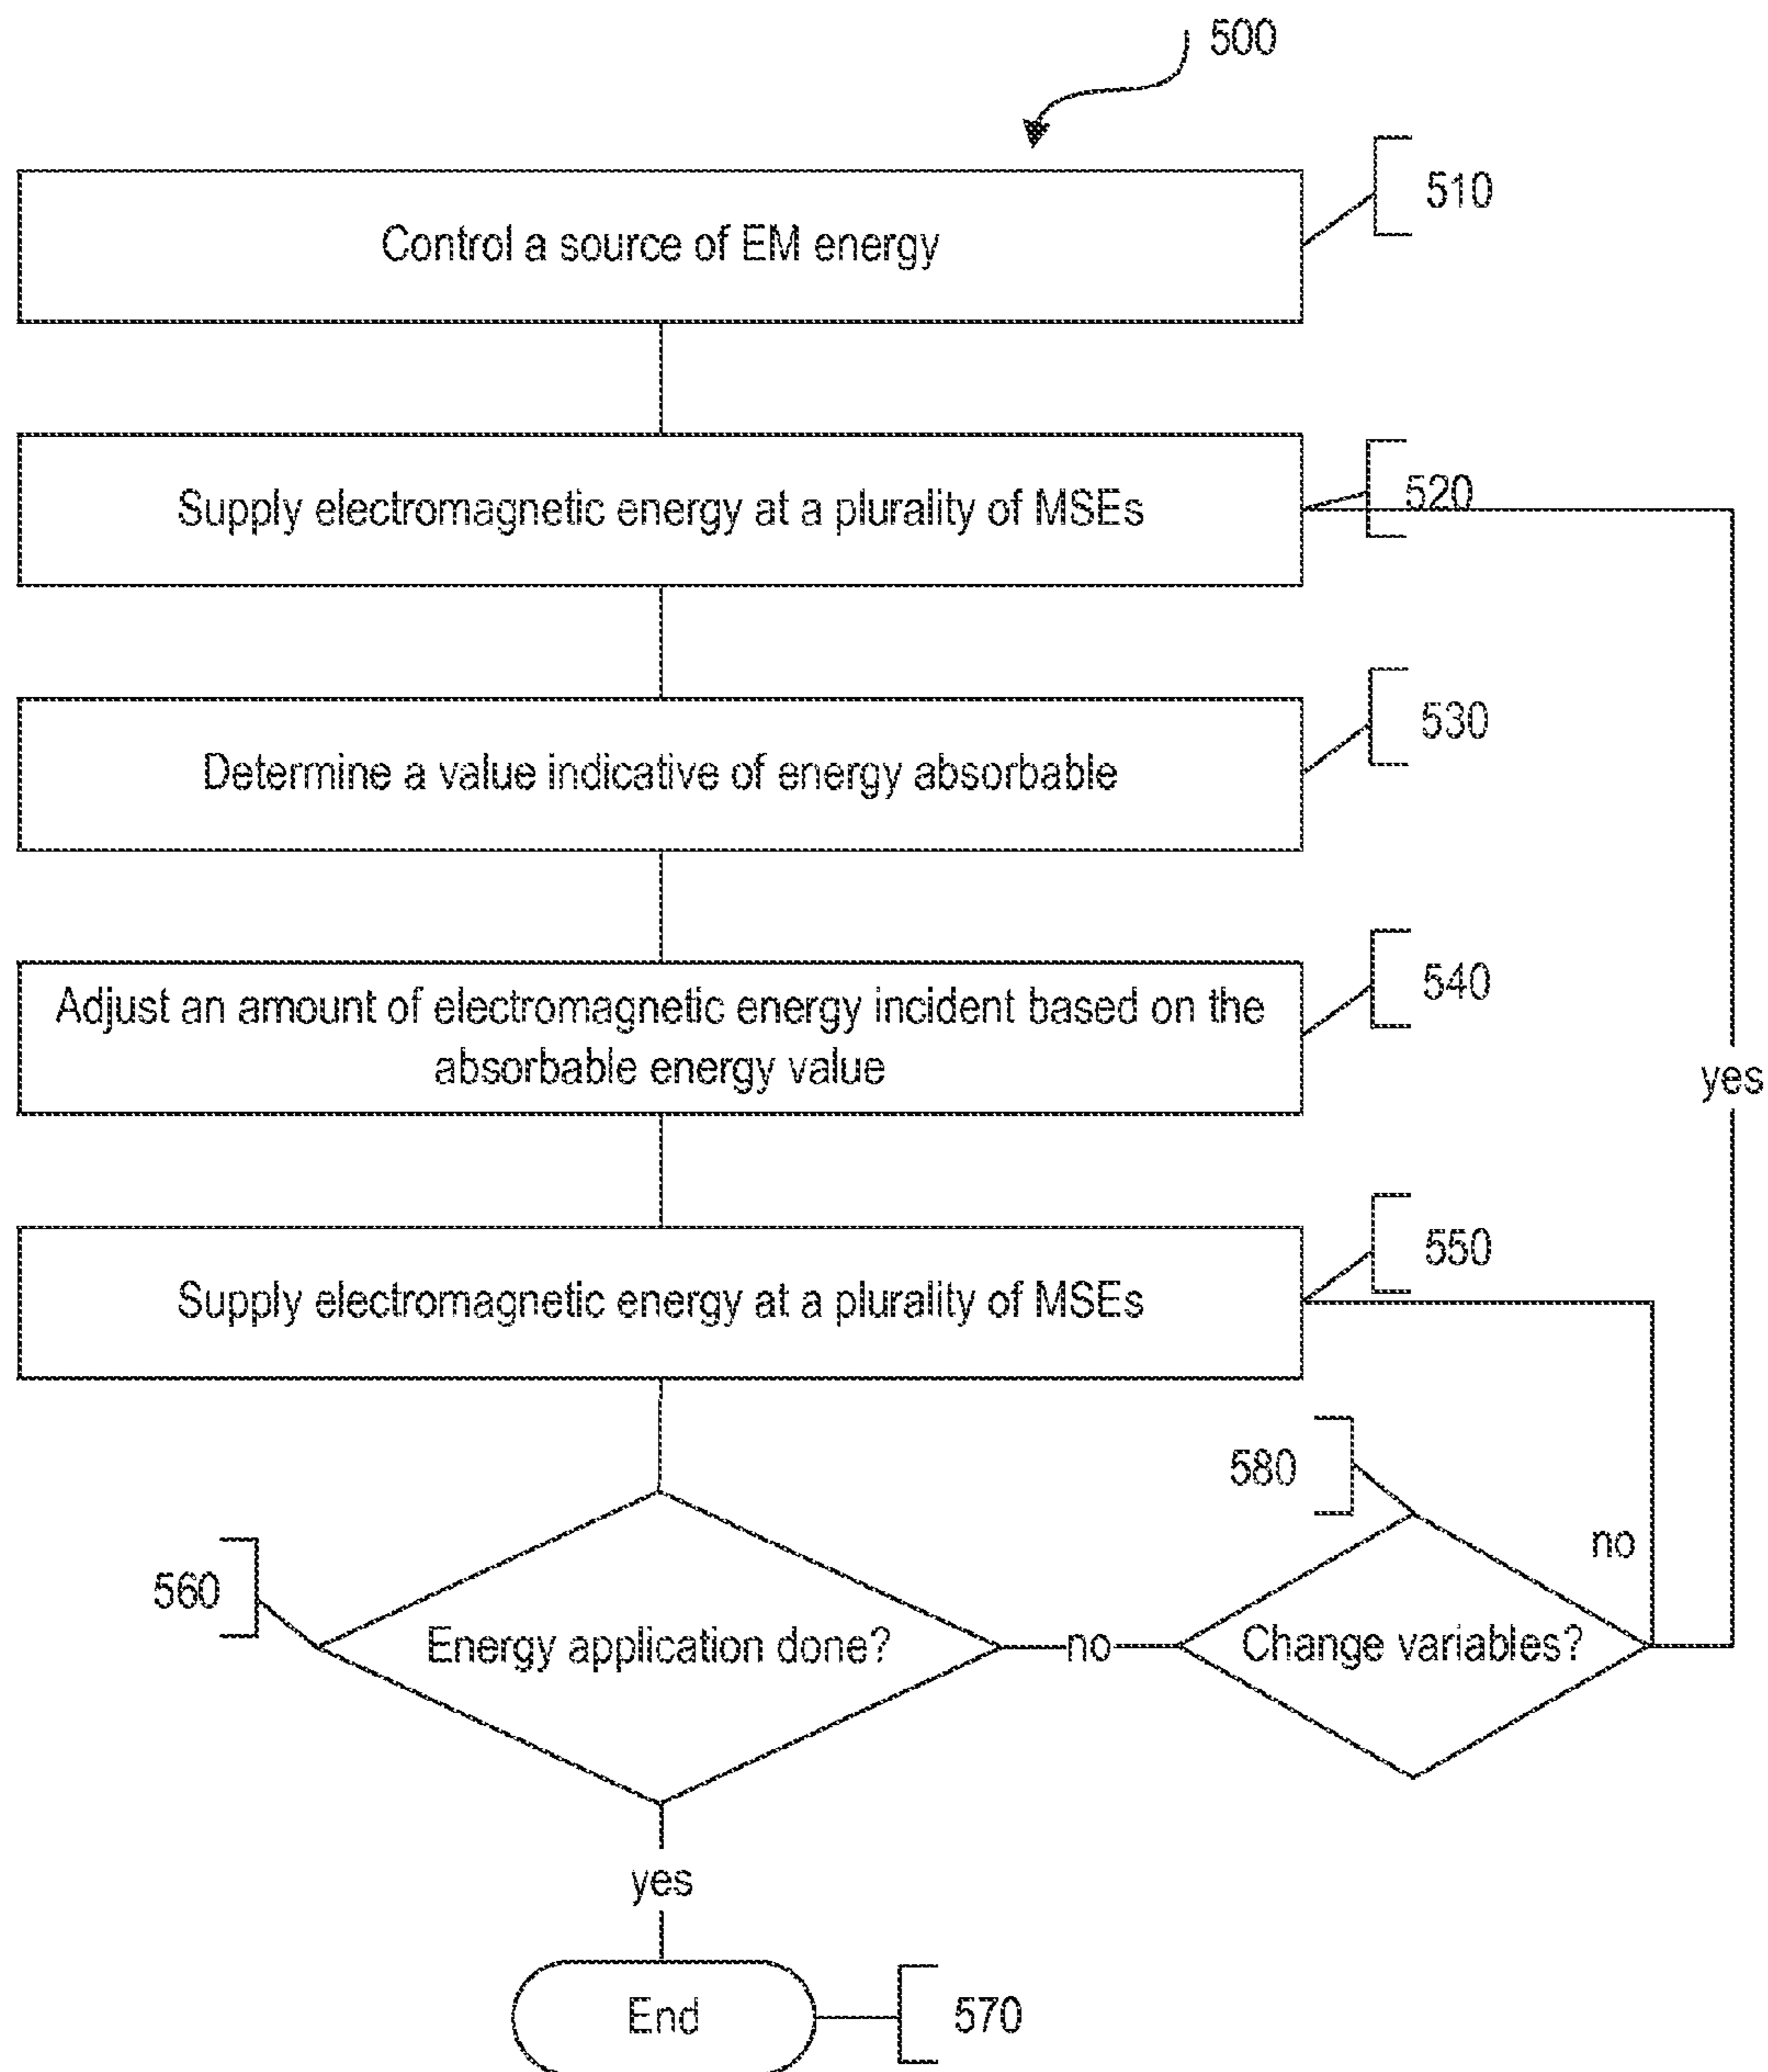 500
510
Control a source of EM energy
520
Supply electromagnetic energy at a plurality of MSEs
530
Determine a value indicative of energy absorbable
540
Adjust an amount of electromagnetic energy incident based on the
absorbable energy value
yes
550
Supply electromagnetic energy at a plurality of MSEs
580
no
560
Energy application done?
no
Change variables?
yes
End
570